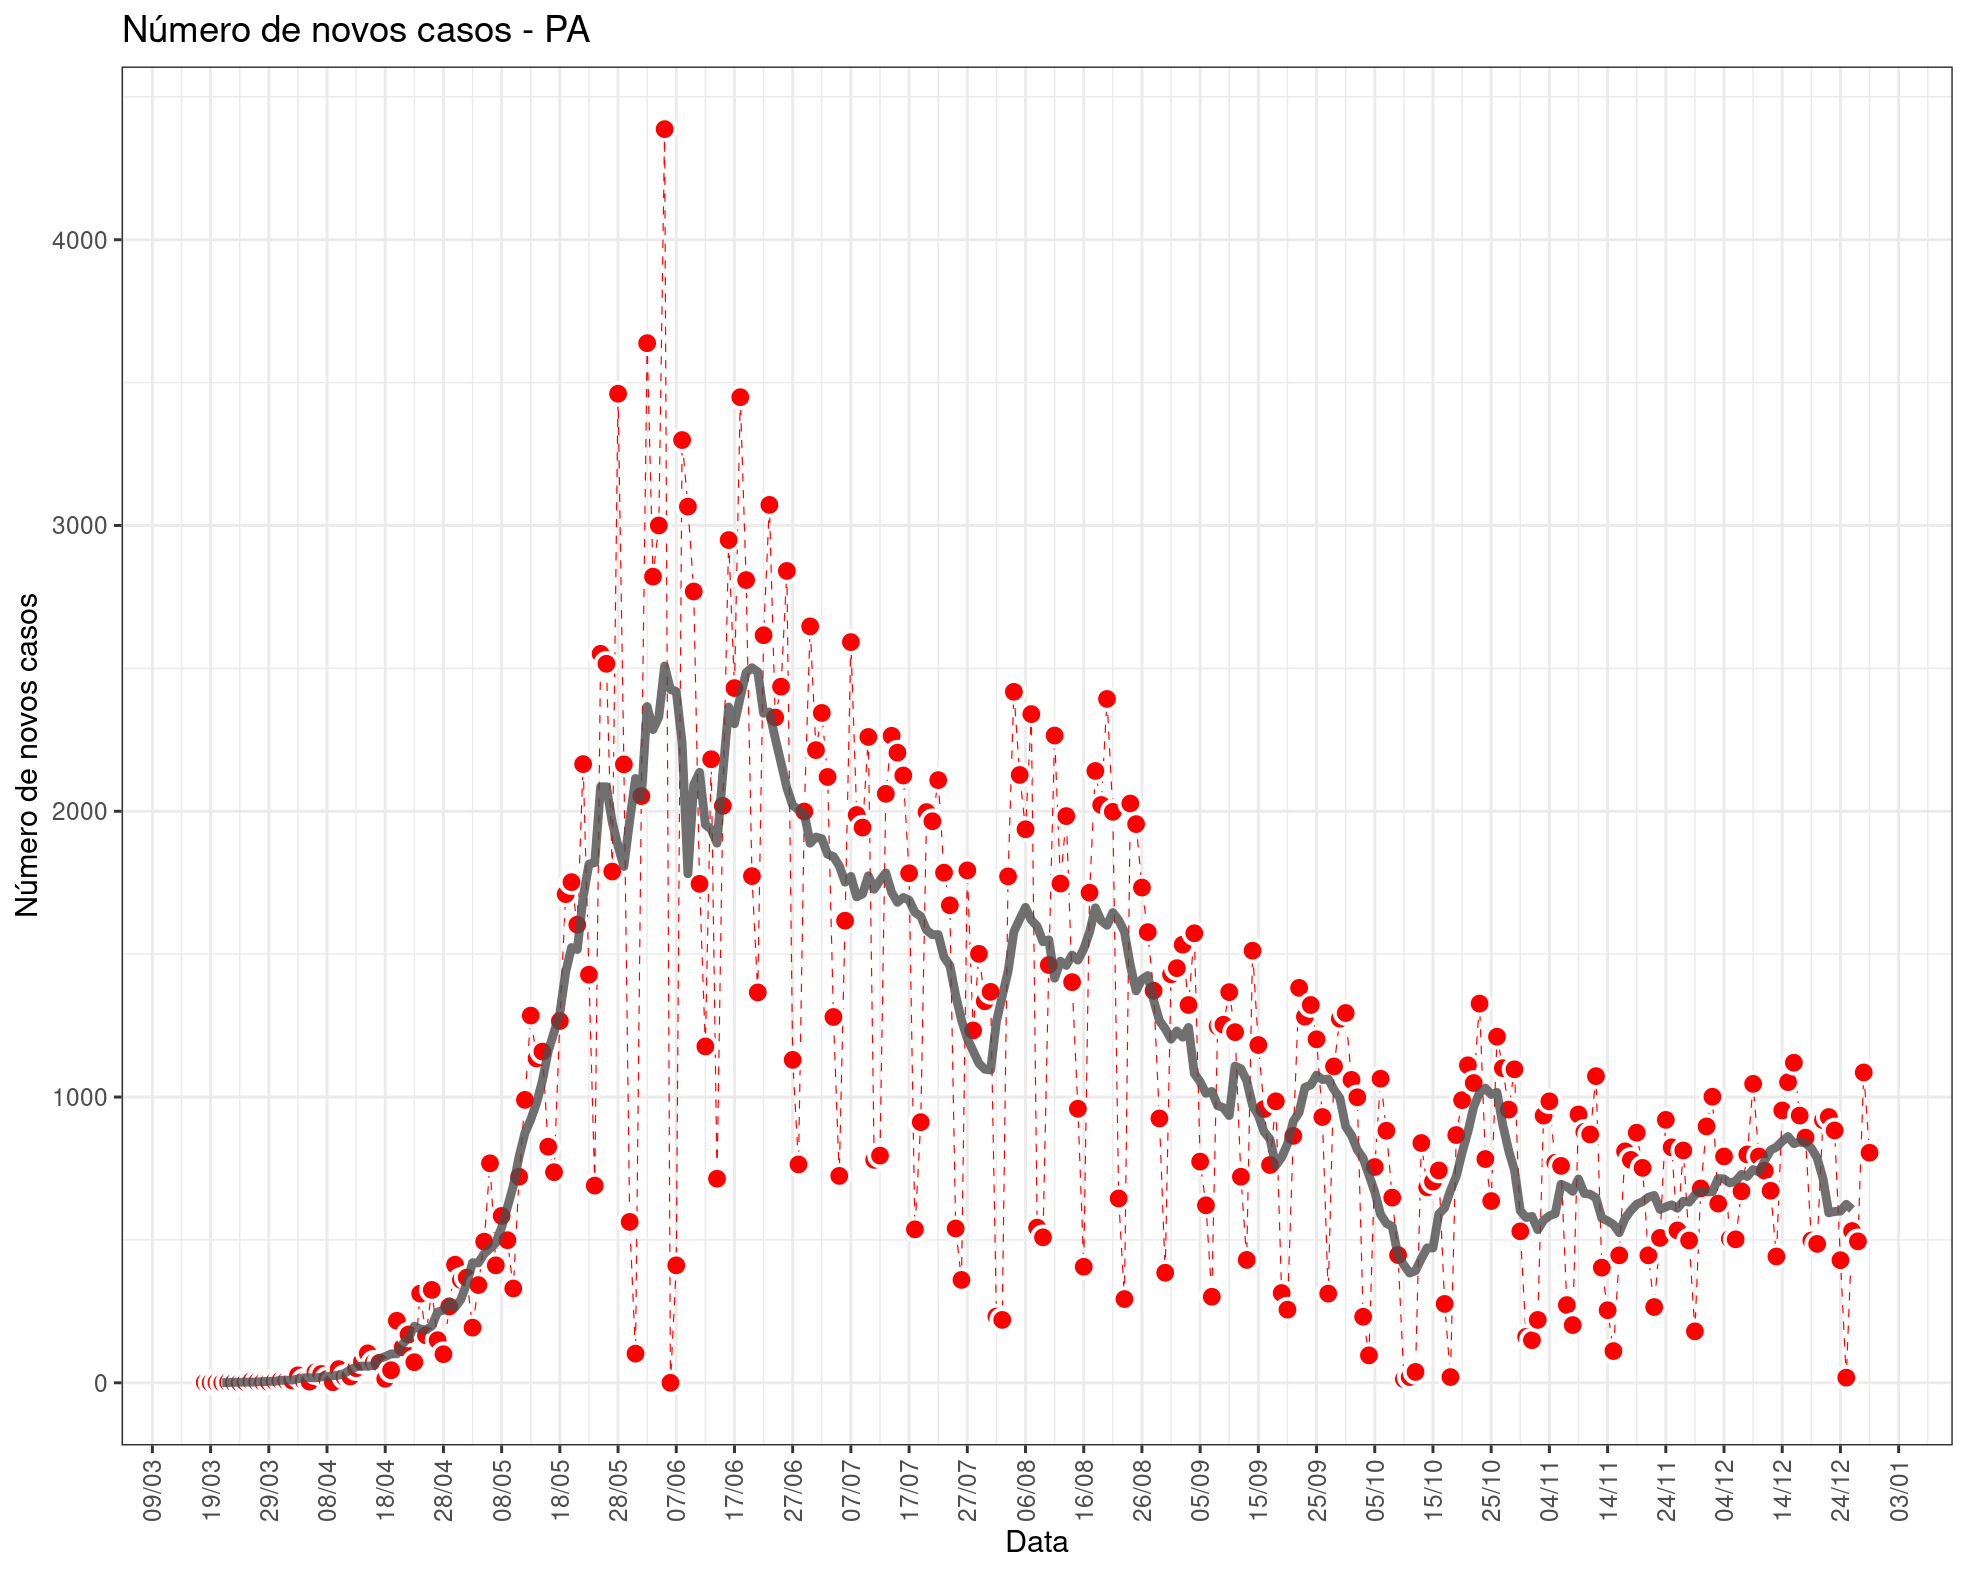 Número de novos casos - PA
Número de novos casos
4000
3000
2000
1000
0
09/03 19/03 29/03 08/04 18/04 28/04 08/05 18/05 28/05 07/06 17/06 27/06 07/07 17/07 27/07 06/08 16/08 26/08 05/09 15/09 25/09 05/10 15/10 25/10 04/11 14/11 24/11 04/12 14/12 24/12 03/01
Data